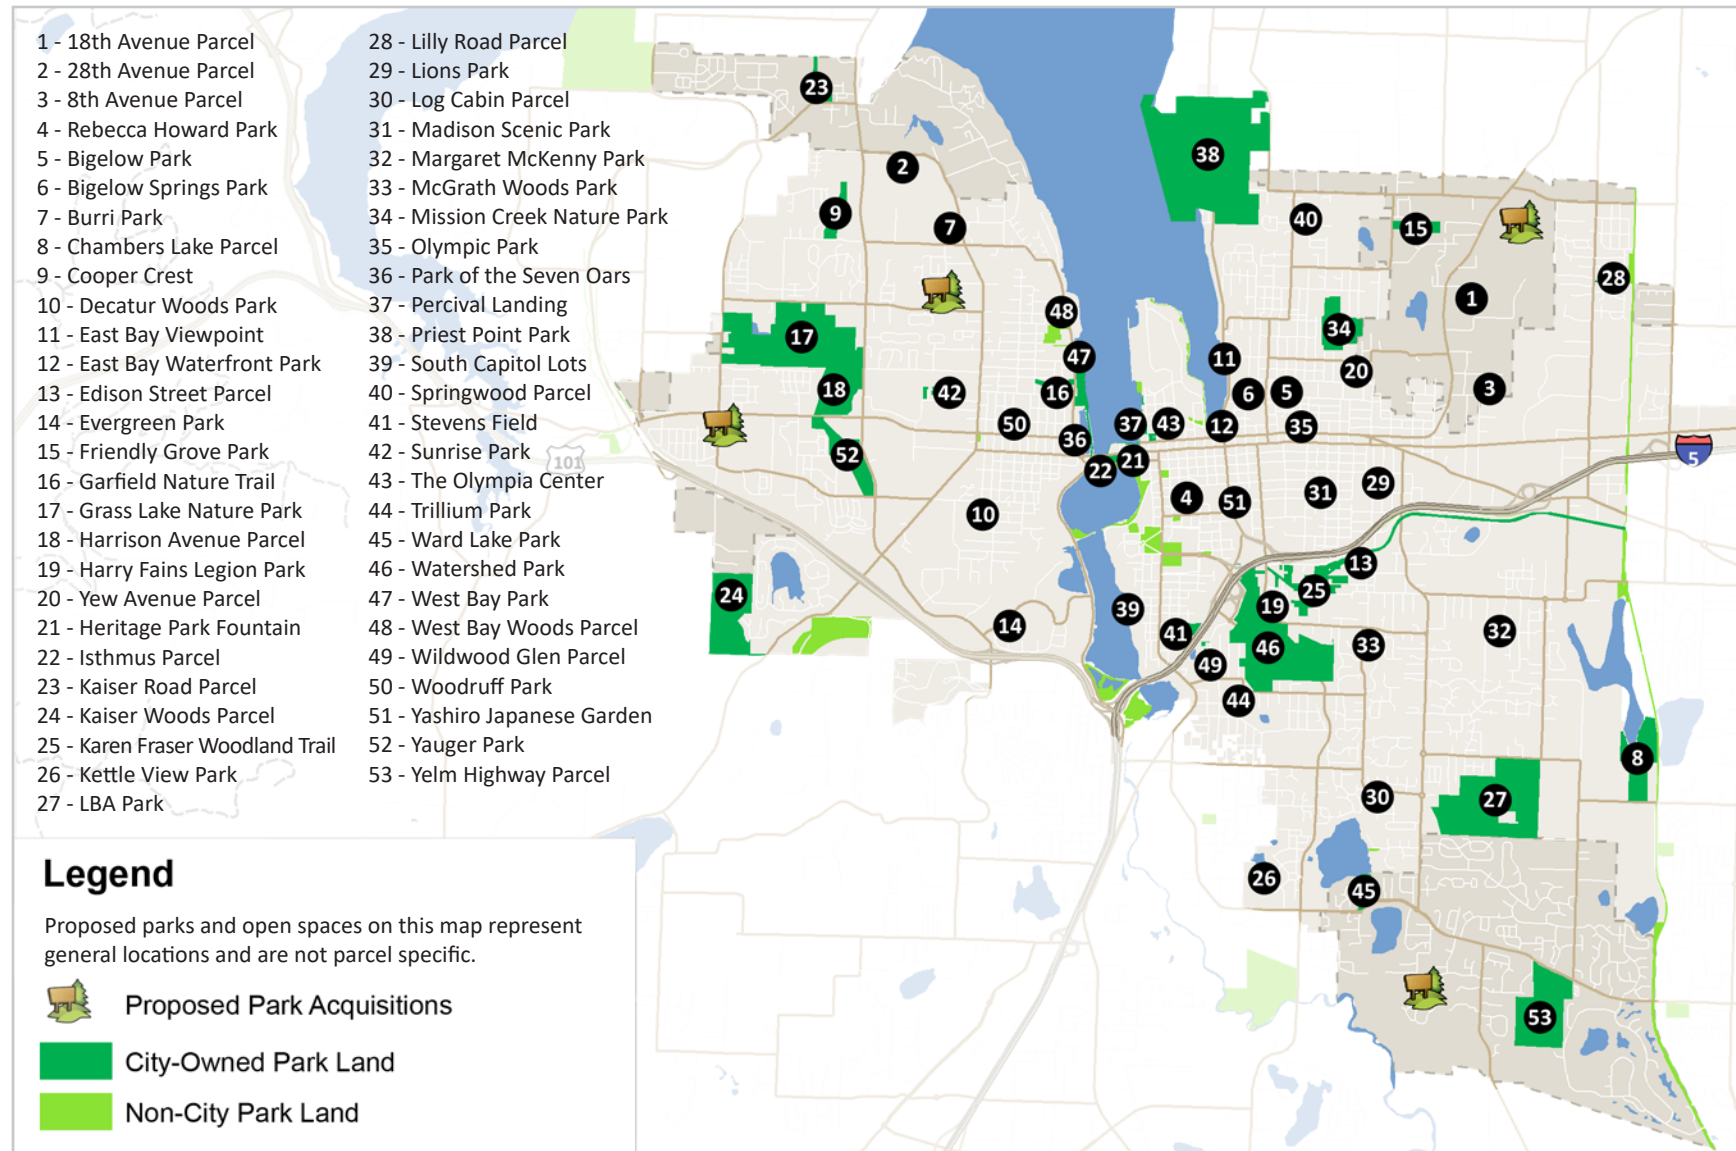 1 - 18th Avenue Parcel
2 - 28th Avenue Parcel
3 - 8th Avenue Parcel
4 - Rebecca Howard Park
5 - Bigelow Park
6 - Bigelow Springs Park
7 - Burri Park
8 - Chambers Lake Parcel
9 - Cooper Crest
10 - Decatur Woods Park
11 - East Bay Viewpoint
12 - East Bay Waterfront Park
13 - Edison Street Parcel
14 - Evergreen Park
15 - Friendly Grove Park
16 - Garfield Nature Trail
17 - Grass Lake Nature Park
18 - Harrison Avenue Parcel
19 - Harry Fains Legion Park
20 - Yew Avenue Parcel
21 - Heritage Park Fountain
22 - Isthmus Parcel
23 - Kaiser Road Parcel
24 - Kaiser Woods Parcel
25 - Karen Fraser Woodland Trail
26 - Kettle View Park
27 - LBA Park
28 - Lilly Road Parcel
29 - Lions Park
30 - Log Cabin Parcel
31 - Madison Scenic Park
32 - Margaret McKenny Park
33 - McGrath Woods Park
34 - Mission Creek Nature Park
35 - Olympic Park
36 - Park of the Seven Oars
37 - Percival Landing
38 - Priest Point Park
39 - South Capitol Lots
40 - Springwood Parcel
41 - Stevens Field
42 - Sunrise Park
43 - The Olympia Center
44 - Trillium Park
45 - Ward Lake Park
46 - Watershed Park
47 - West Bay Park
48 - West Bay Woods Parcel
49 - Wildwood Glen Parcel
50 - Woodruff Park
51 - Yashiro Japanese Garden
52 - Yauger Park
53 - Yelm Highway Parcel
Legend
Proposed parks and open spaces on this map represent
general locations and are not parcel specific.
Proposed Park Acquisitions
City-Owned Park Land
Non-City Park Land
23
38
2
9
7
40
15
28
1
48
17
34
47
11
20
18
42
16
6
5
3
50
37
43
12
35
36
52
22
21
101
5
4
51
31
29
10
13
24
25
19
39
14
41
46
33
32
49
44
8
30
27
26
45
53